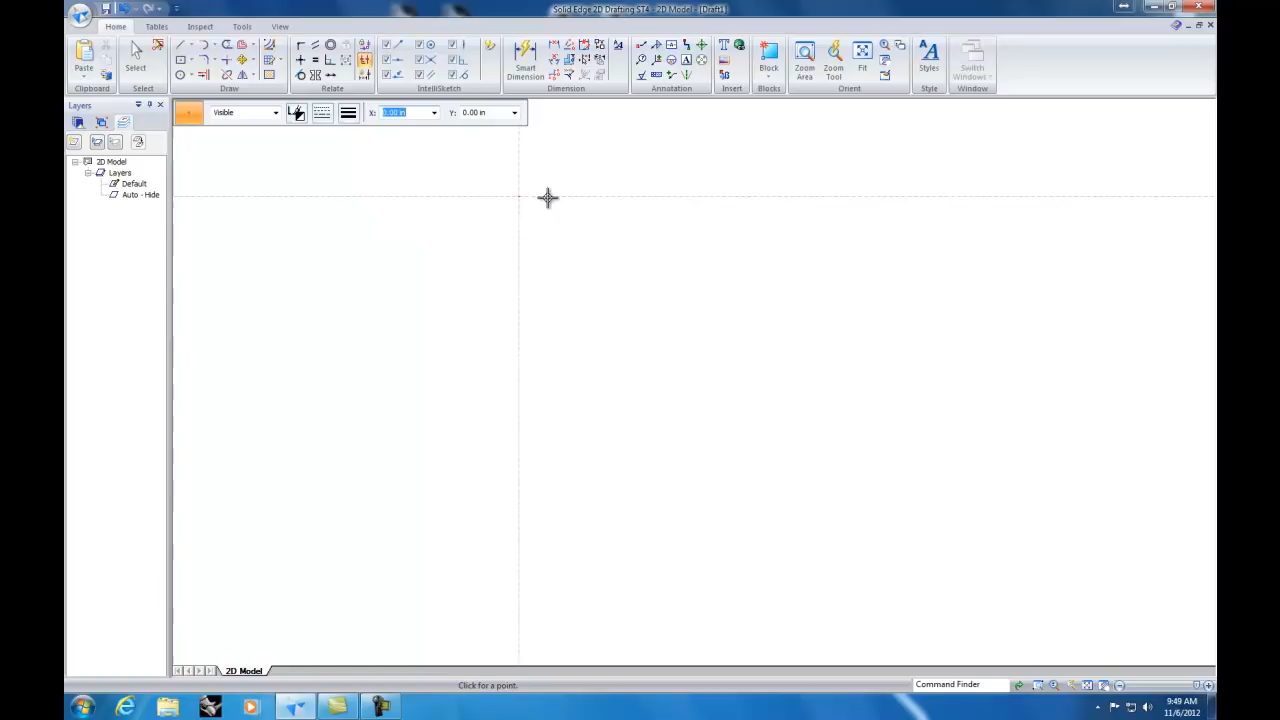 Solid Edge 2D Drafting ST4 - 2D Model - [Draft1]
Home Tables Inspect Tools View
Paste
Select
Smart Dimension
Block
Zoom Area
Zoom Tool
Fit
Styles
Switch Windows
Clipboard Select Draw Relate IntelliSketch Dimension Annotation Insert Blocks Orient Style Window
Layers
Visible X: 0.00 in Y: 0.00 in
2D Model
Layers
Default
Auto - Hide
2D Model
Click for a point. Command Finder
9:49 AM
11/6/2012